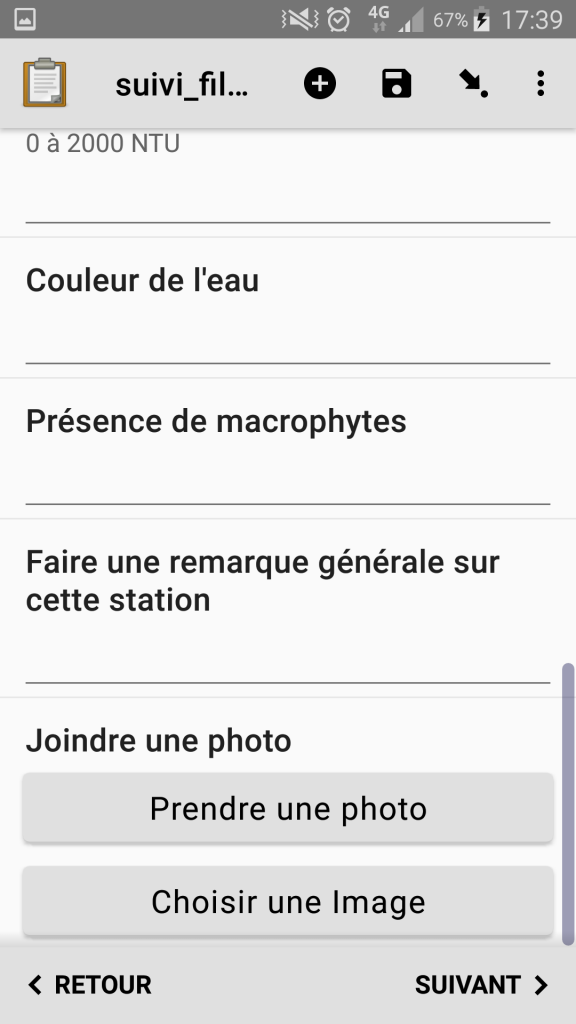 4G 67% 17:39
suivi_fil...
0 à 2000 NTU
Couleur de l'eau
Présence de macrophytes
Faire une remarque générale sur
cette station
Joindre une photo
Prendre une photo
Choisir une Image
RETOUR SUIVANT